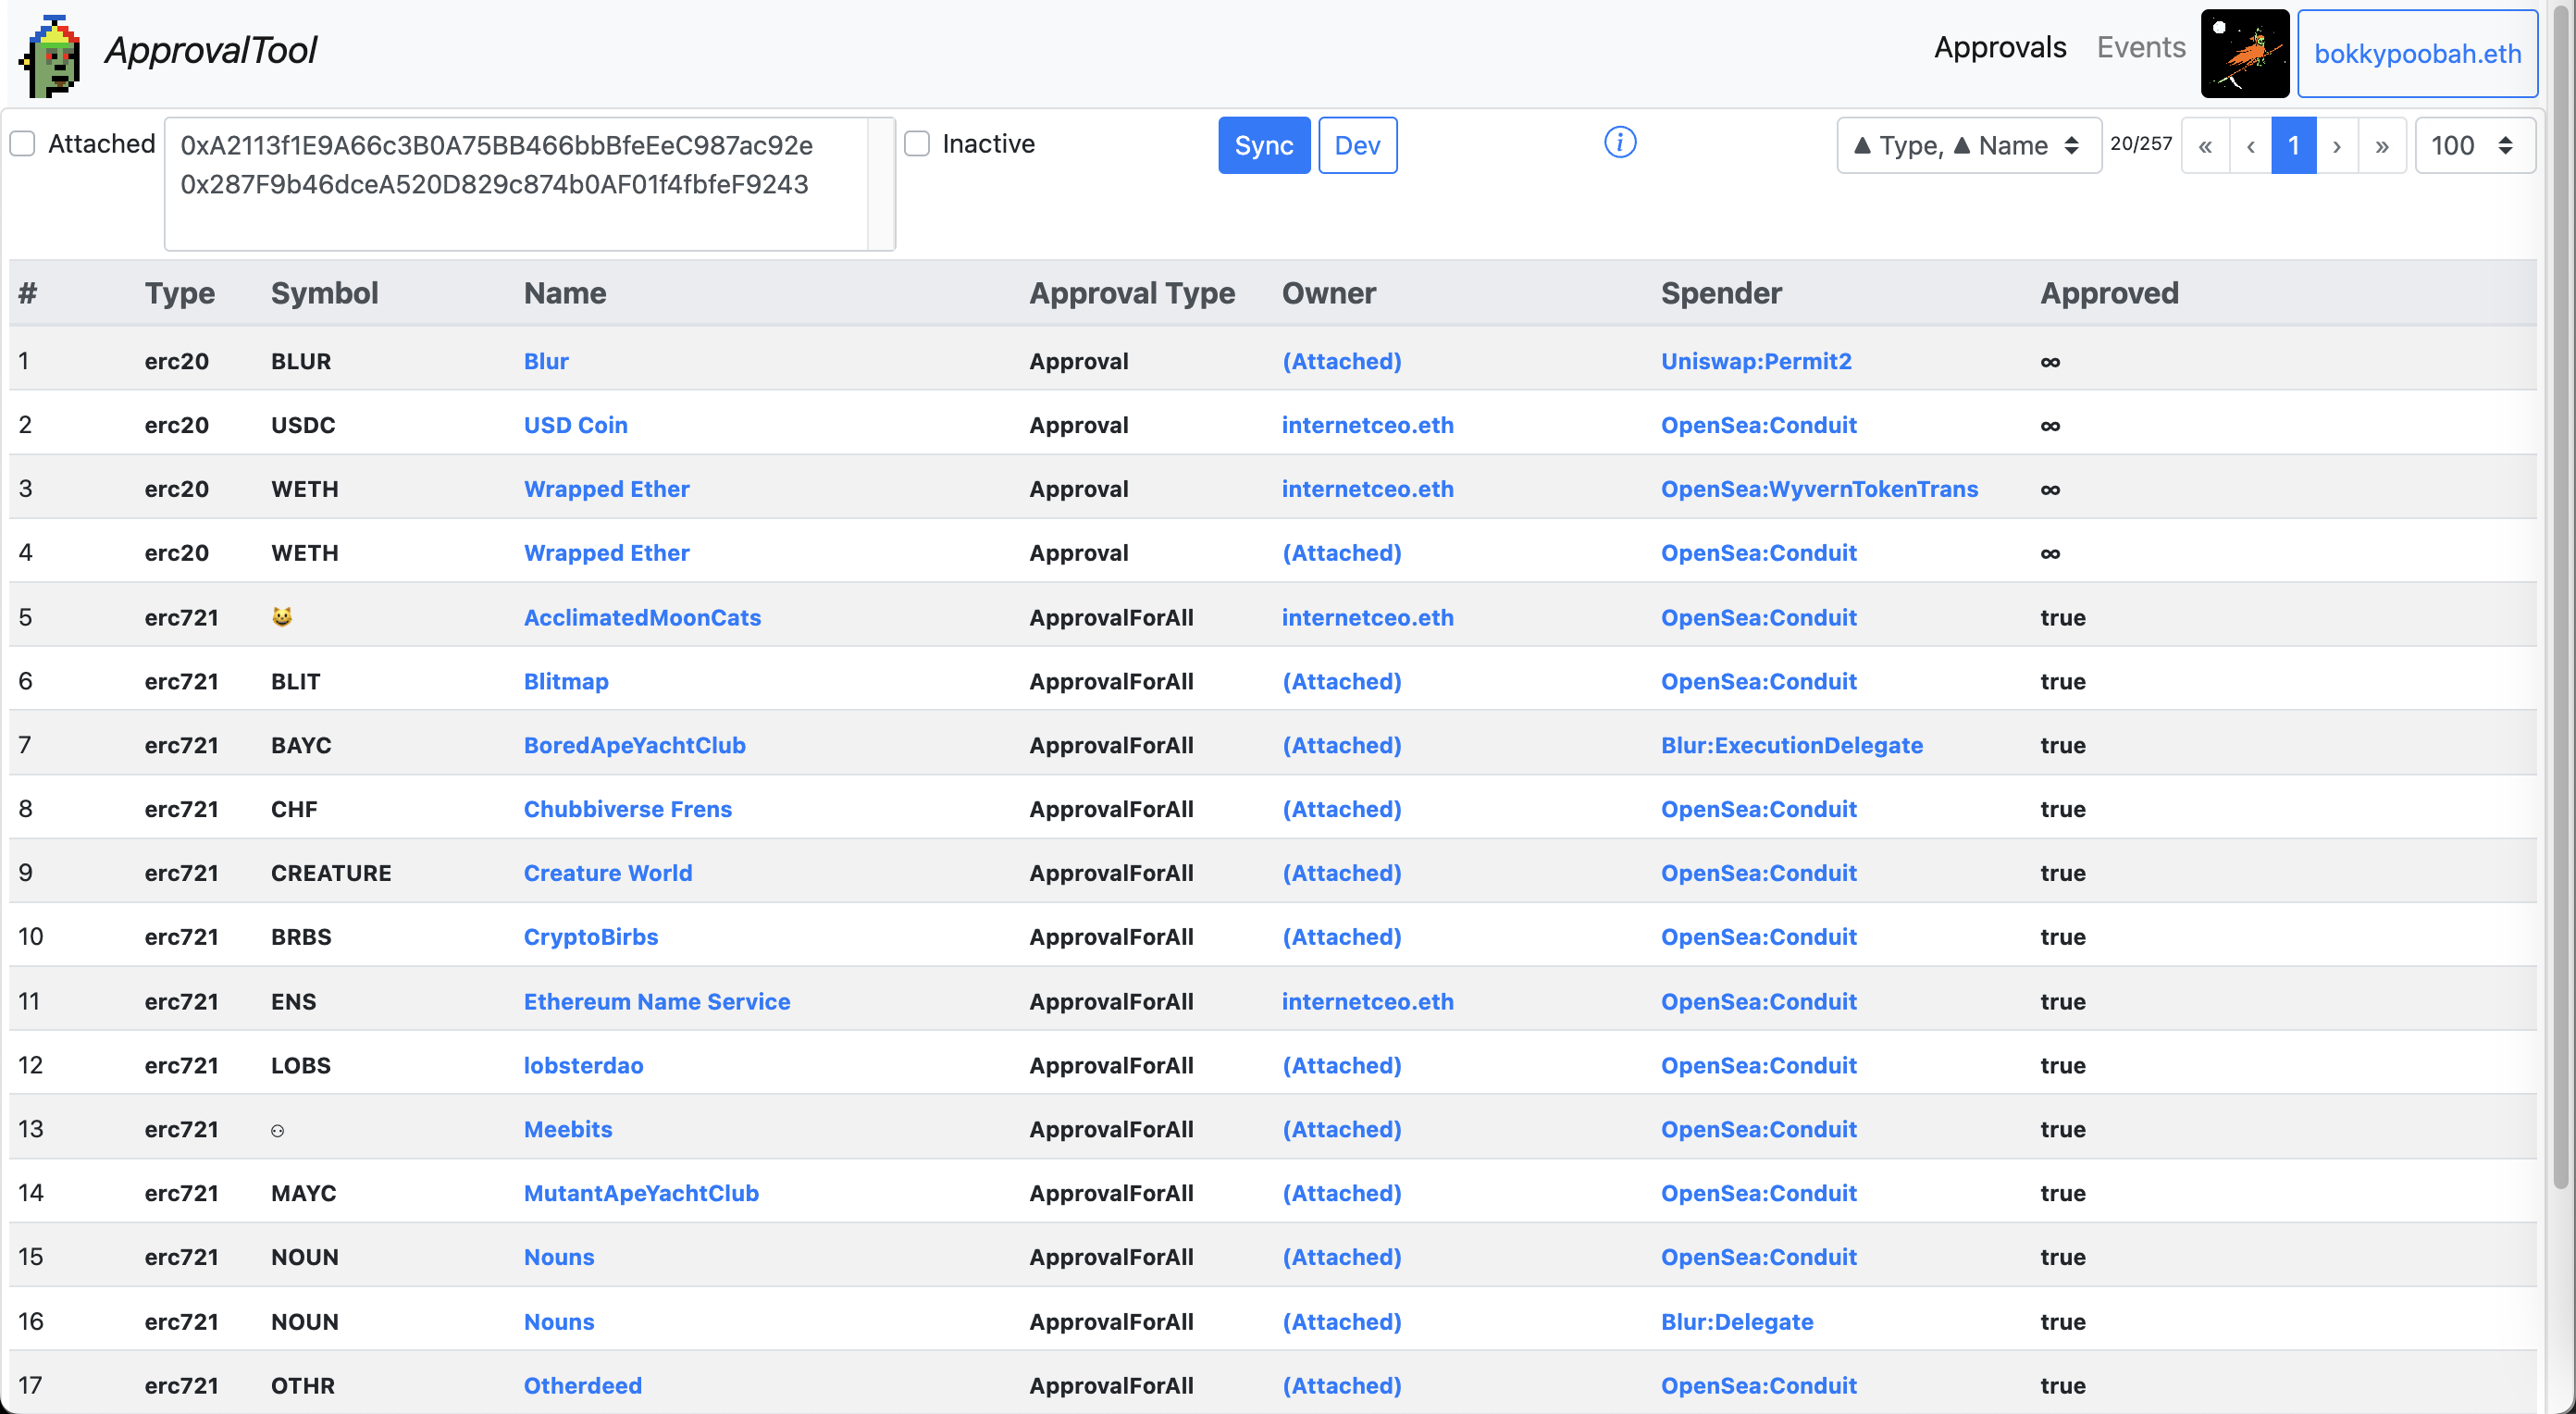 ApprovalTool
Approvals Events bokkypoobah.eth
Attached 0xA2113f1E9A66c3B0A75BB466bbBfeEeC987ac92e Inactive Sync Dev i ▲ Type, ▲ Name 20/257 « ‹ 1 › » 100
0x287F9b46dceA520D829c874b0AF01f4fbfeF9243
# Type Symbol Name Approval Type Owner Spender Approved
1 erc20 BLUR Blur Approval (Attached) Uniswap:Permit2 ∞
2 erc20 USDC USD Coin Approval internetceo.eth OpenSea:Conduit ∞
3 erc20 WETH Wrapped Ether Approval internetceo.eth OpenSea:WyvernTokenTrans ∞
4 erc20 WETH Wrapped Ether Approval (Attached) OpenSea:Conduit ∞
5 erc721 😺 AcclimatedMoonCats ApprovalForAll internetceo.eth OpenSea:Conduit true
6 erc721 BLIT Blitmap ApprovalForAll (Attached) OpenSea:Conduit true
7 erc721 BAYC BoredApeYachtClub ApprovalForAll (Attached) Blur:ExecutionDelegate true
8 erc721 CHF Chubbiverse Frens ApprovalForAll (Attached) OpenSea:Conduit true
9 erc721 CREATURE Creature World ApprovalForAll (Attached) OpenSea:Conduit true
10 erc721 BRBS CryptoBirbs ApprovalForAll (Attached) OpenSea:Conduit true
11 erc721 ENS Ethereum Name Service ApprovalForAll internetceo.eth OpenSea:Conduit true
12 erc721 LOBS lobsterdao ApprovalForAll (Attached) OpenSea:Conduit true
13 erc721 ⚇ Meebits ApprovalForAll (Attached) OpenSea:Conduit true
14 erc721 MAYC MutantApeYachtClub ApprovalForAll (Attached) OpenSea:Conduit true
15 erc721 NOUN Nouns ApprovalForAll (Attached) OpenSea:Conduit true
16 erc721 NOUN Nouns ApprovalForAll (Attached) Blur:Delegate true
17 erc721 OTHR Otherdeed ApprovalForAll (Attached) OpenSea:Conduit true